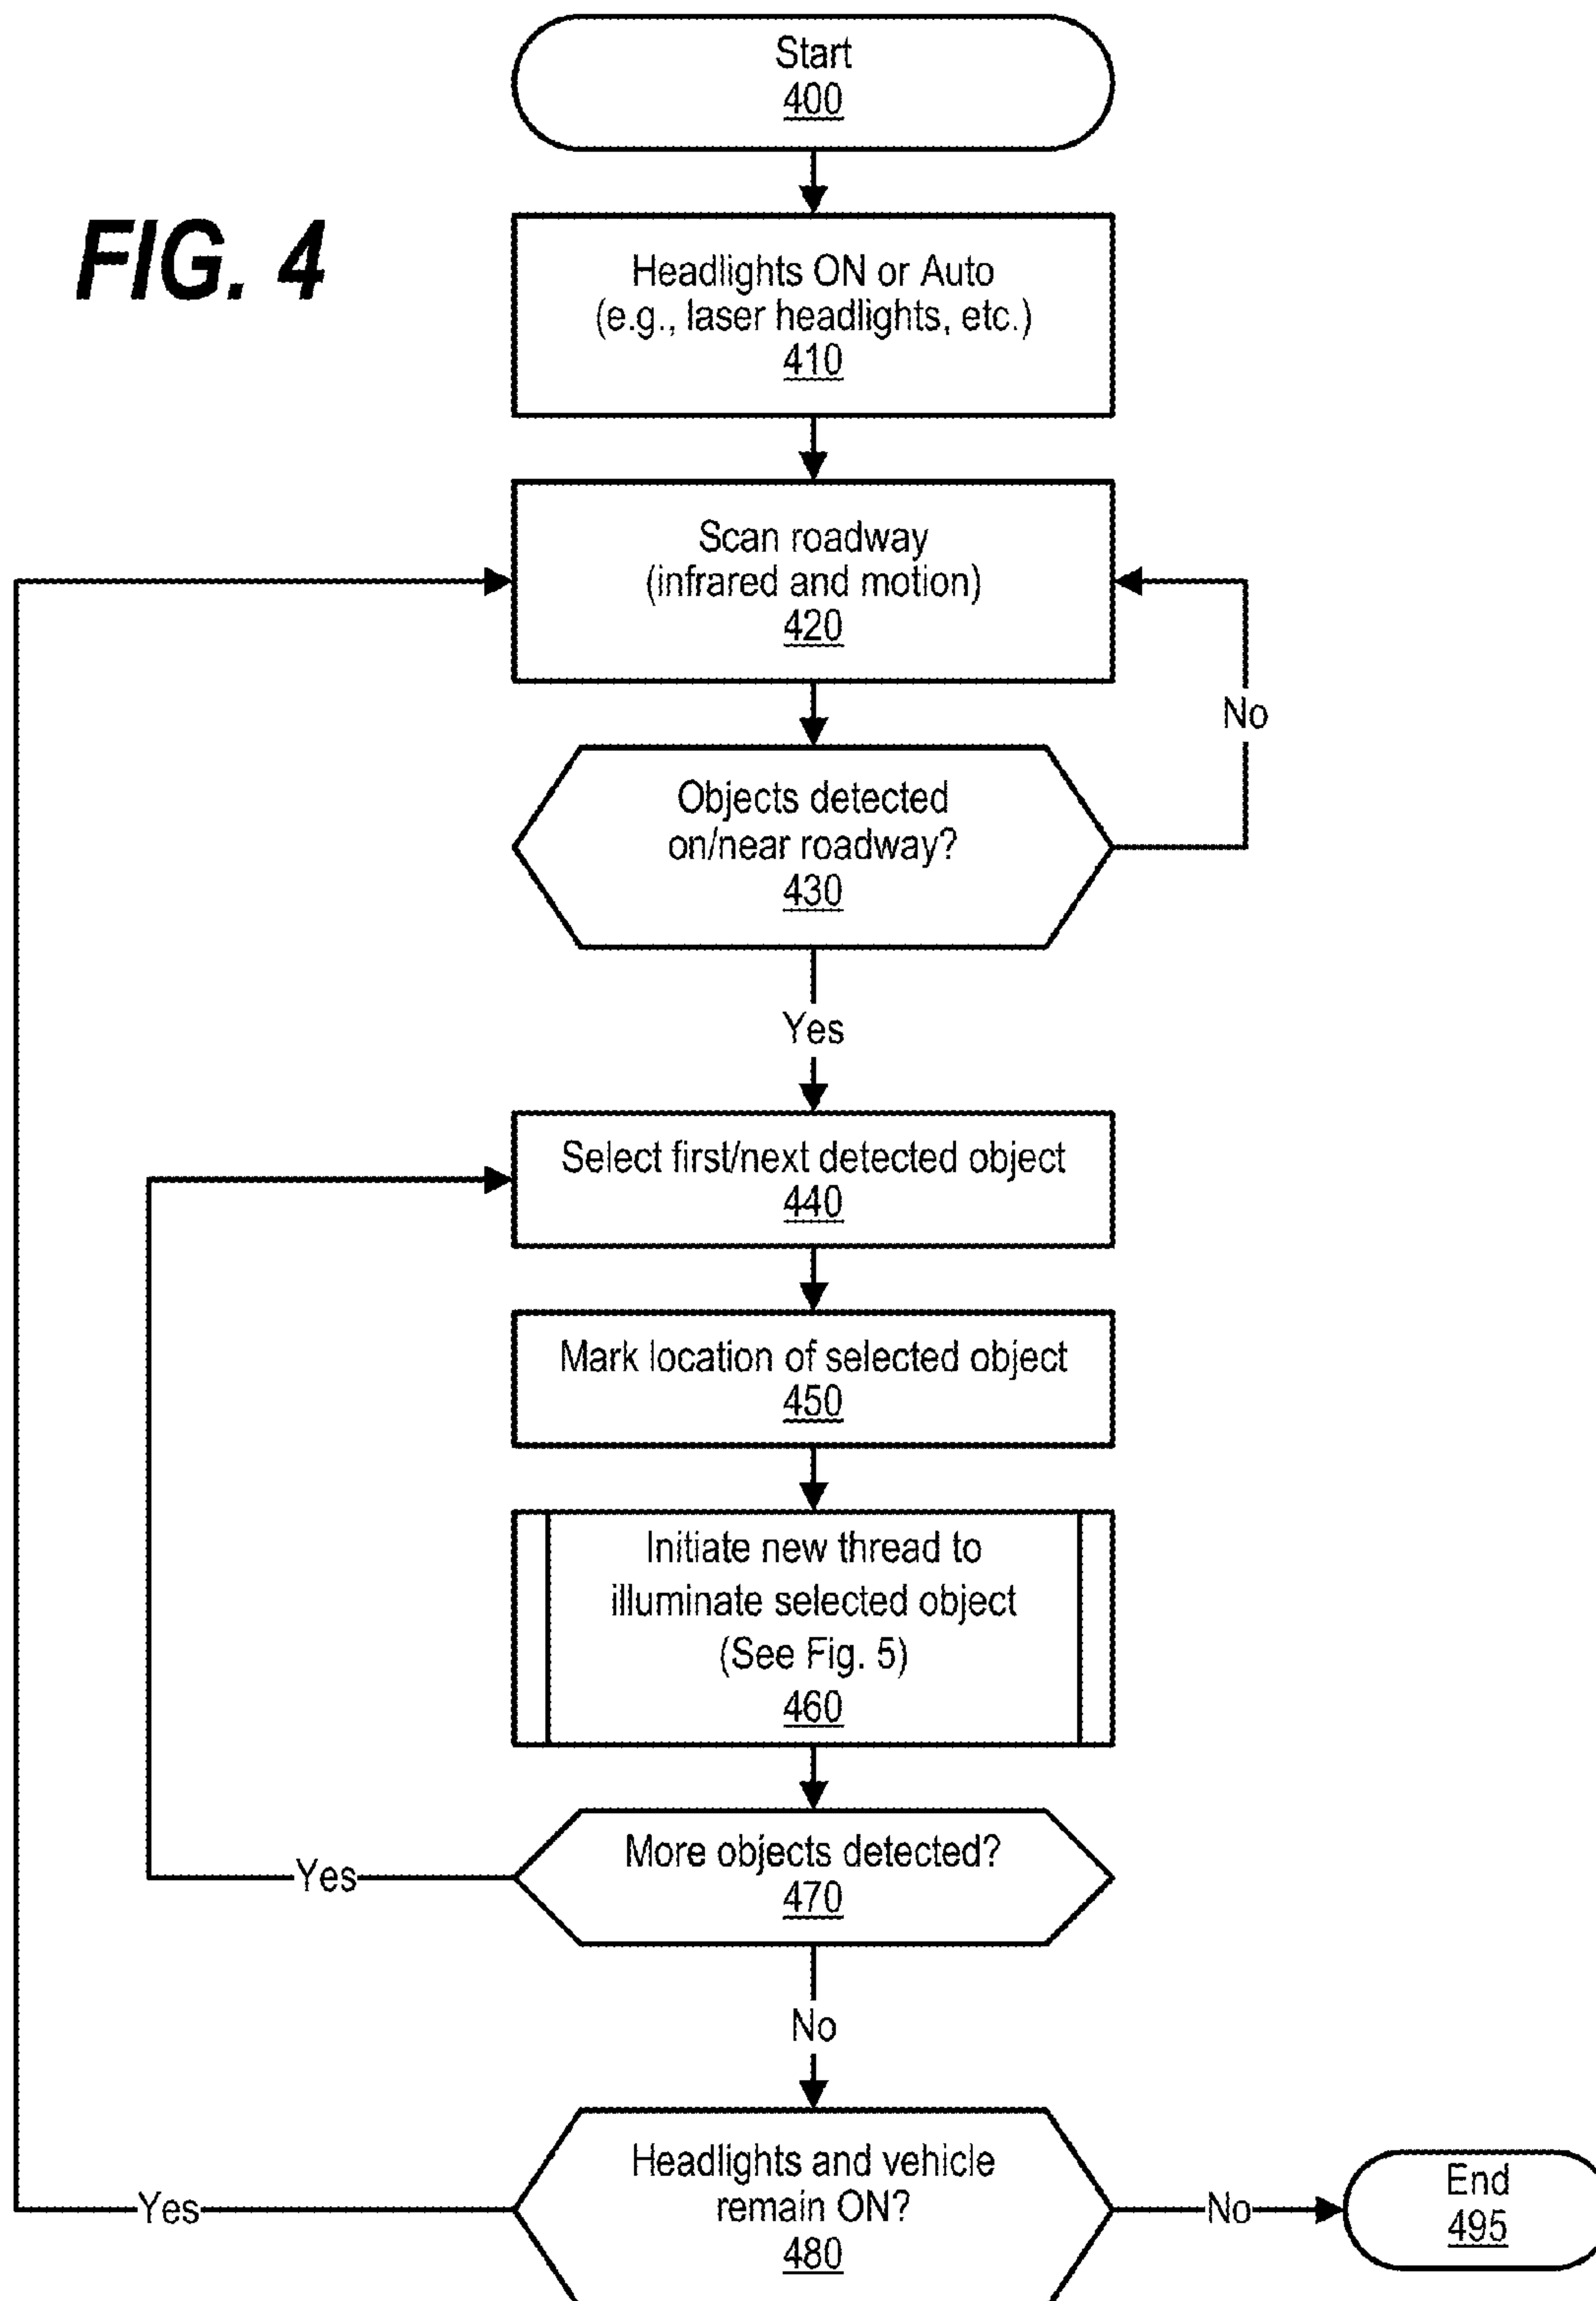 Start
400
FIG. 4
Headlights ON or Auto
(e.g., laser headlights, etc.)
410
Scan roadway
(infrared and motion)
420
No
Objects detected
on/near roadway?
430
Yes
Select first/next detected object
440
Mark location of selected object
450
Initiate new thread to
illuminate selected object
(See Fig. 5)
460
More objects detected?
470
Yes
No
Headlights and vehicle
remain ON?
480
Yes
No
End
495